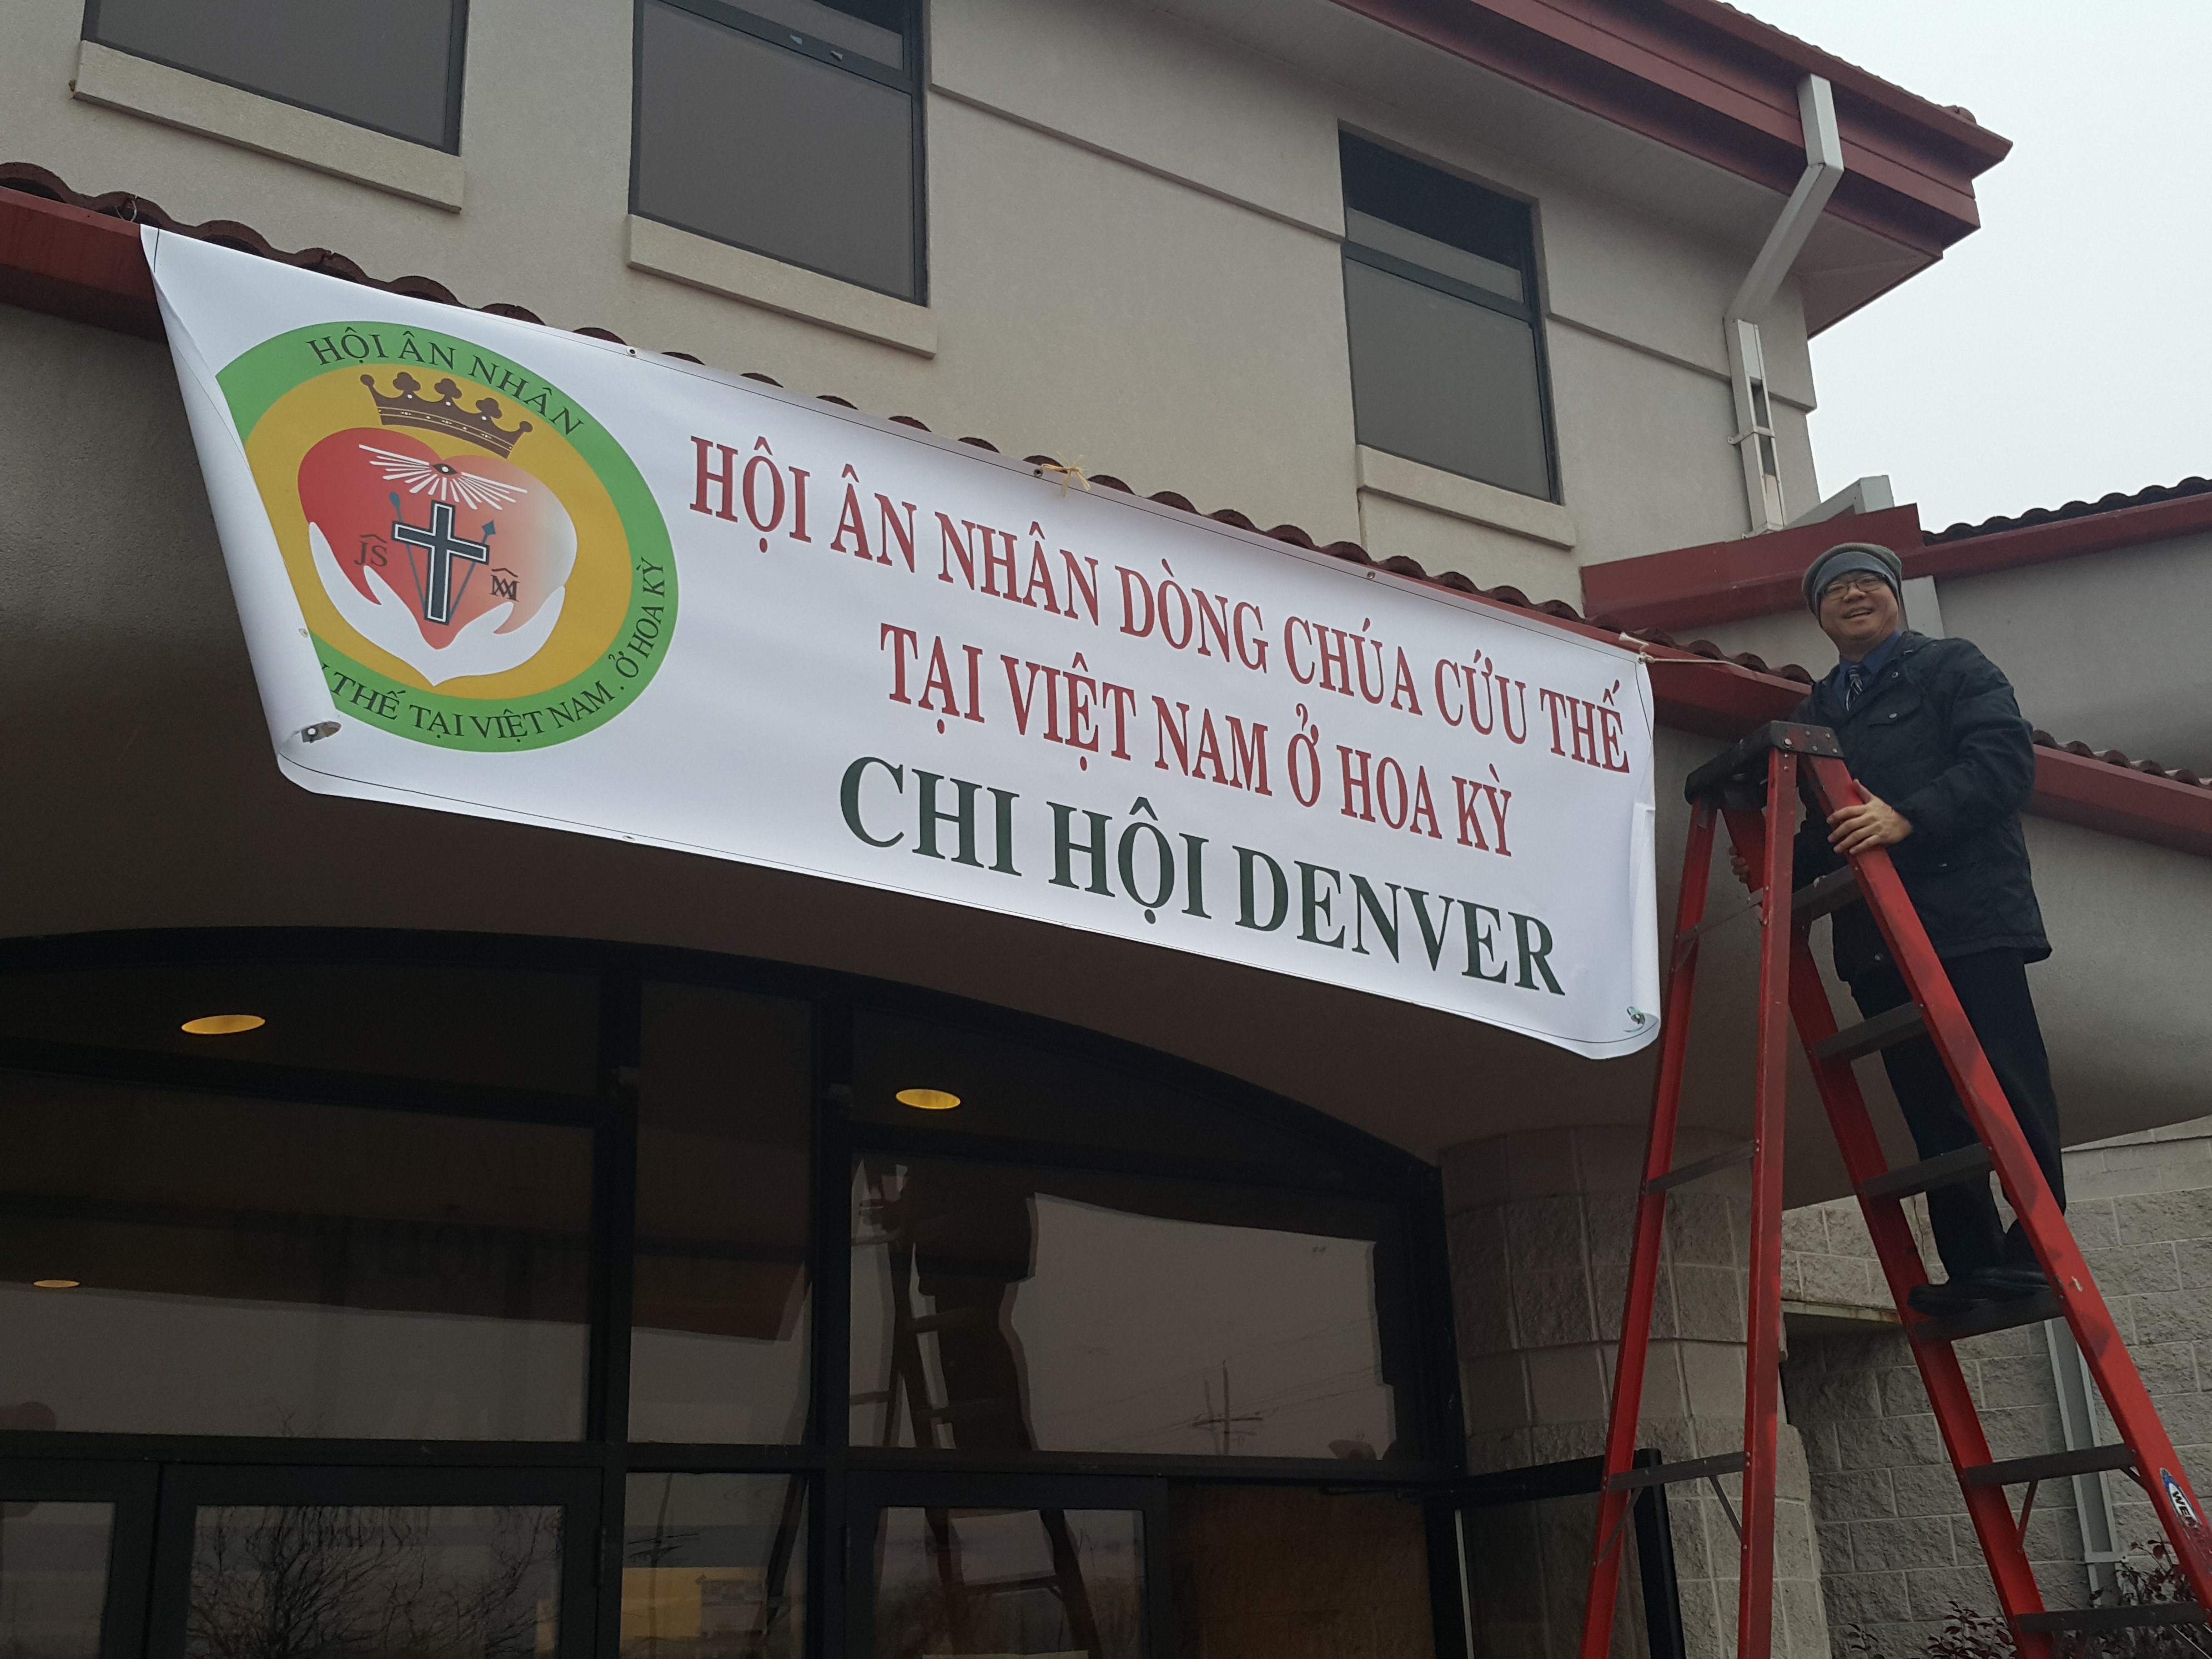 HỘI ÂN NHÂN
JS
THẾ TẠI VIỆT NAM . Ở HOA KỲ
HỘI ÂN NHÂN DÒNG CHÚA CỨU THẾ
TẠI VIỆT NAM Ở HOA KỲ
CHI HỘI DENVER